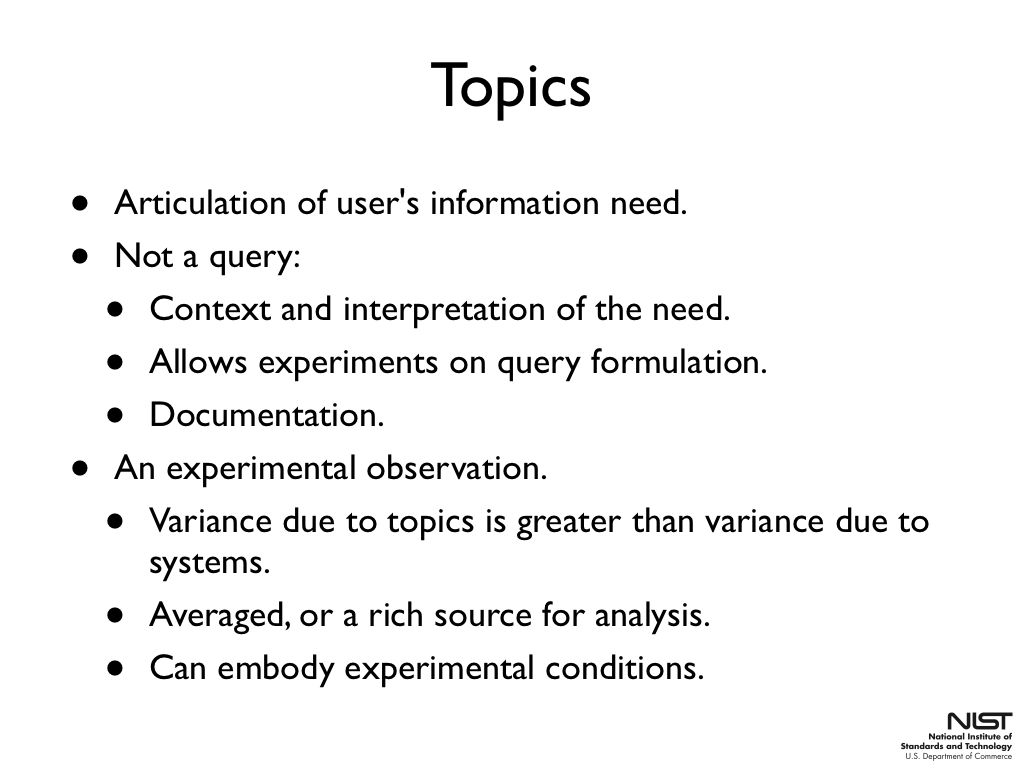 Topics
• Articulation of user's information need.
• Not a query:
• Context and interpretation of the need.
• Allows experiments on query formulation.
• Documentation.
• An experimental observation.
• Variance due to topics is greater than variance due to
systems.
• Averaged, or a rich source for analysis.
• Can embody experimental conditions.
NIST
National Institute of
Standards and Technology
U.S. Department of Commerce